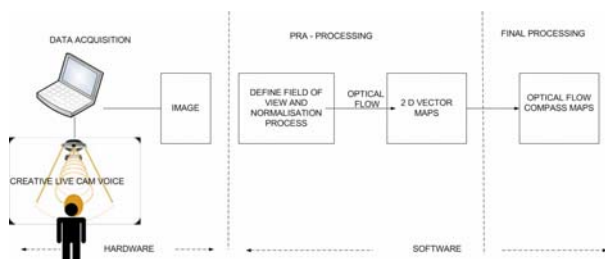 DATA ACQUISITION
PRA - PROCESSING
FINAL PROCESSING
IMAGE
DEFINE FIELD OF
VIEW AND
NORMALISATION
PROCESS
OPTICAL
FLOW
2 D VECTOR
MAPS
OPTICAL FLOW
COMPASS MAPS
CREATIVE LIVE CAM VOICE
HARDWARE
SOFTWARE